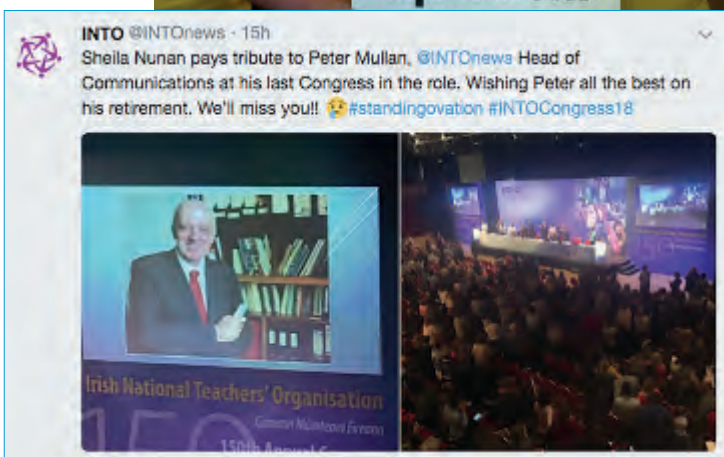 INTO @INTOnews · 15h
Sheila Nunan pays tribute to Peter Mullan, @INTOnews Head of
Communications at his last Congress in the role. Wishing Peter all the best on
his retirement. We'll miss you!! 😢#standingovation #INTOCongress18
Irish National Teachers' Organisation
Cumann Múinteoirí Éireann
150th Annual